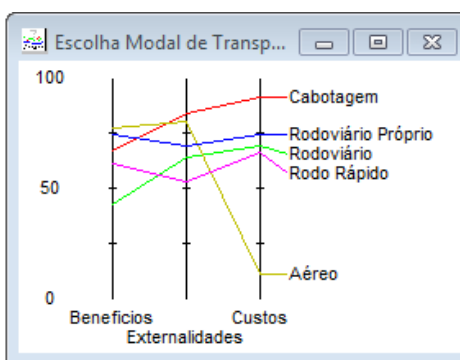 Escolha Modal de Transp...
100
50
0
Cabotagem
Rodoviário Próprio
Rodoviário
Rodo Rápido
Aéreo
Beneficios
Externalidades
Custos